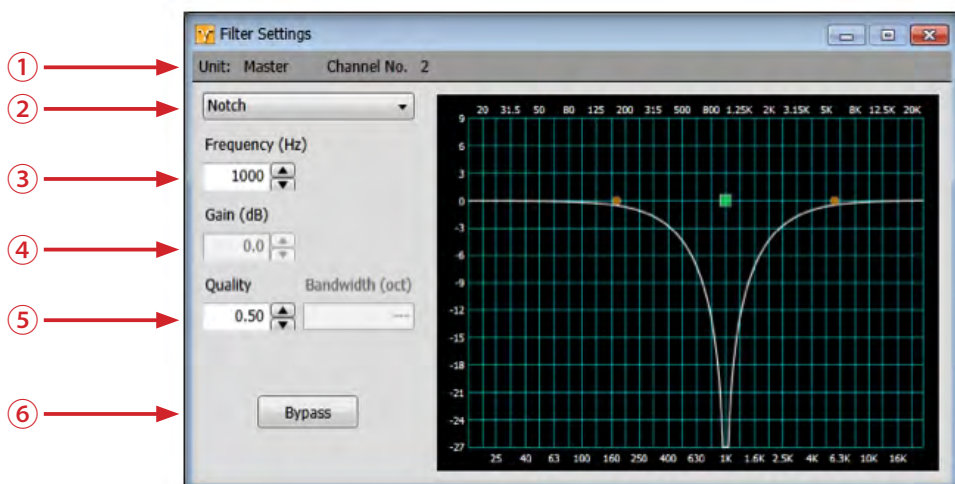 Filter Settings
① Unit: Master Channel No. 2
② Notch
Frequency (Hz)
③ 1000
Gain (dB)
④ 0.0
Quality Bandwidth (oct)
⑤ 0.50 ---
⑥ Bypass
20 31.5 50 80 125 200 315 500 800 1.25K 2K 3.15K 5K 8K 12.5K 20K
9
6
3
0
-3
-6
-9
-12
-15
-18
-21
-24
-27
25 40 63 100 160 250 400 630 1K 1.6K 2.5K 4K 6.3K 10K 16K